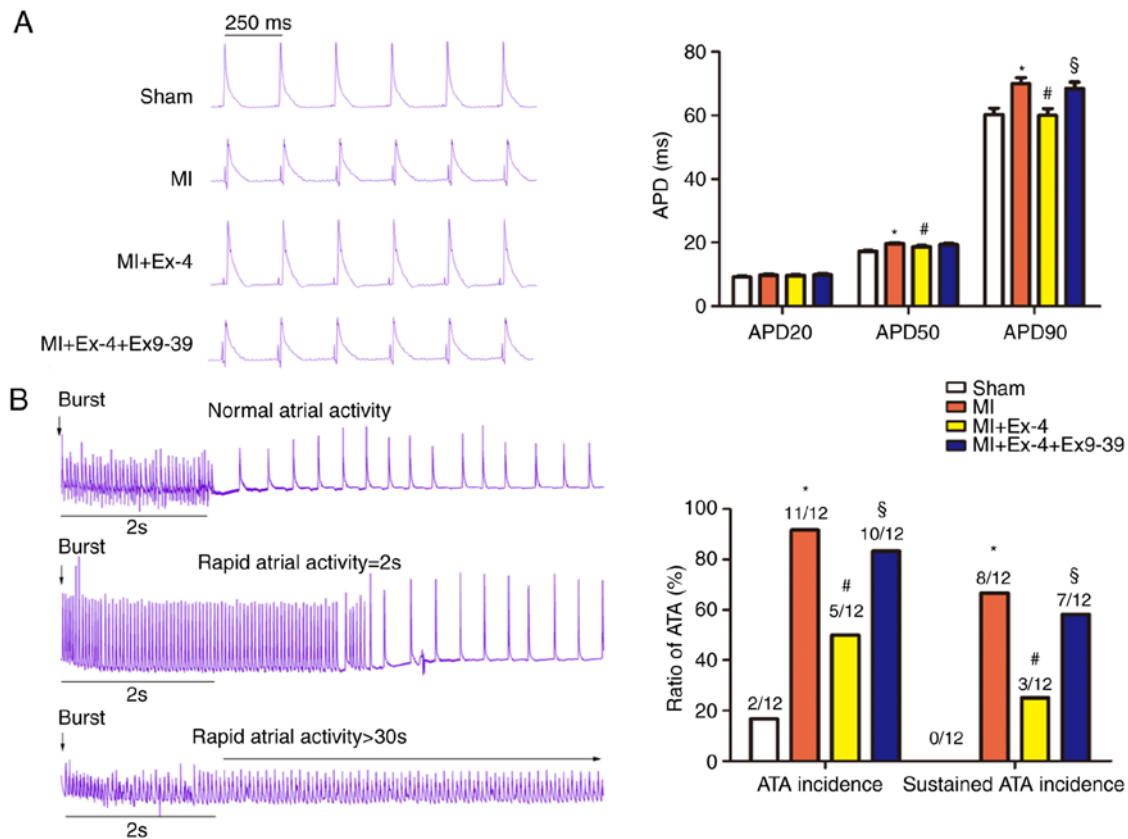 A
250 ms
Sham
MI
MI+Ex-4
MI+Ex-4+Ex9-39
80
60
40
20
0
APD (ms)
*
#
*
#
§
APD20 APD50 APD90
B
Burst
Normal atrial activity
2s
Burst
Rapid atrial activity=2s
2s
Burst
Rapid atrial activity>30s
2s
Sham
MI
MI+Ex-4
MI+Ex-4+Ex9-39
100
80
60
40
20
0
Ratio of ATA (%)
2/12
*
11/12
#
5/12
§
10/12
0/12
*
8/12
#
3/12
§
7/12
ATA incidence Sustained ATA incidence